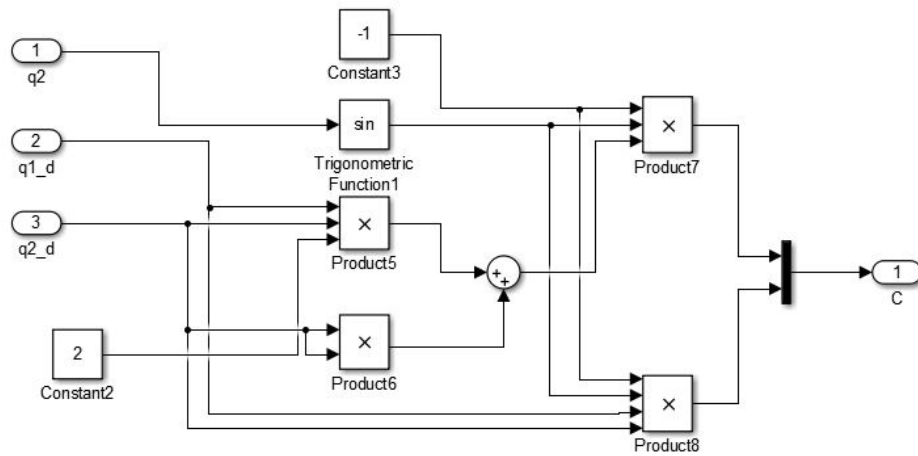 1
q2
2
q1_d
3
q2_d
2
Constant2
-1
Constant3
sin
Trigonometric
Function1
×
Product5
×
Product6
+
+
×
Product7
×
Product8
1
C